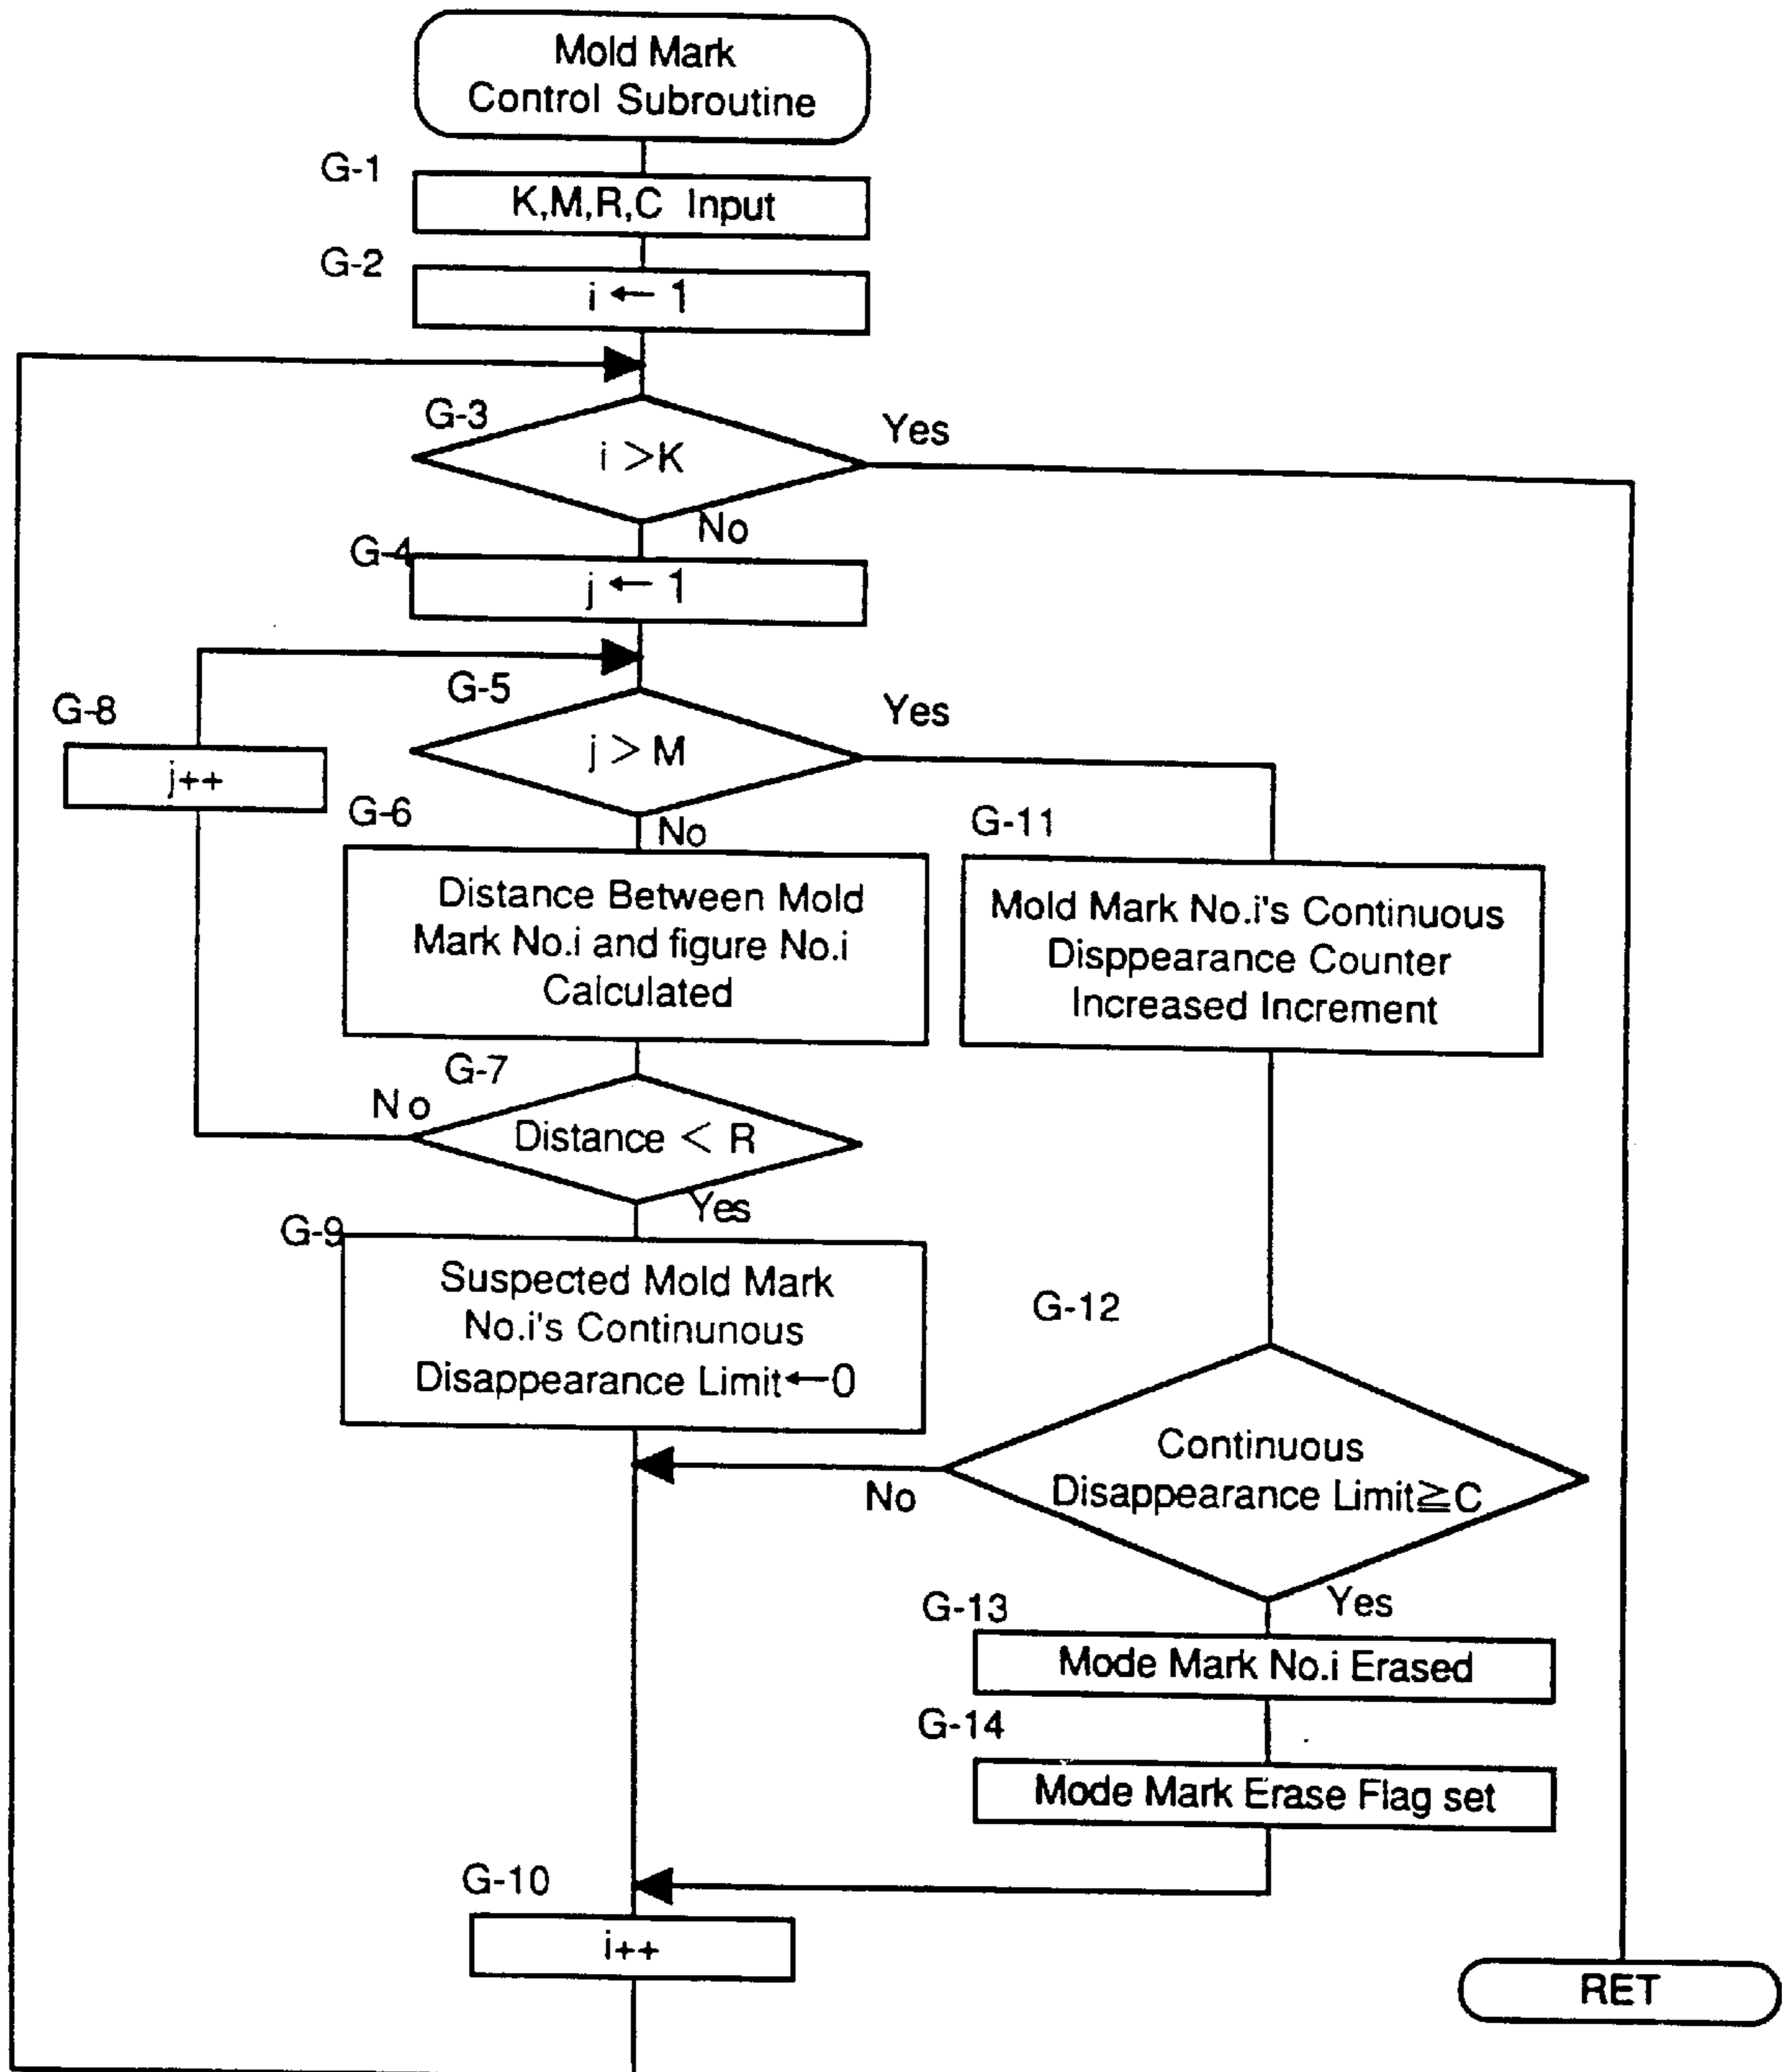 Mold Mark
Control Subroutine
G-1
K,M,R,C Input
G-2
i ← 1
G-3
i >K
Yes
No
G-4
j ← 1
G-5
j > M
Yes
G-8
j++
No
G-6
Distance Between Mold
Mark No.i and figure No.i
Calculated
G-11
Mold Mark No.i's Continuous
Disppearance Counter
Increased Increment
G-7
No
Distance < R
Yes
G-9
Suspected Mold Mark
No.i's Continunous
Disappearance Limit←0
G-12
Continuous
Disappearance Limit≧C
No
Yes
G-13
Mode Mark No.i Erased
G-14
Mode Mark Erase Flag set
G-10
i++
RET